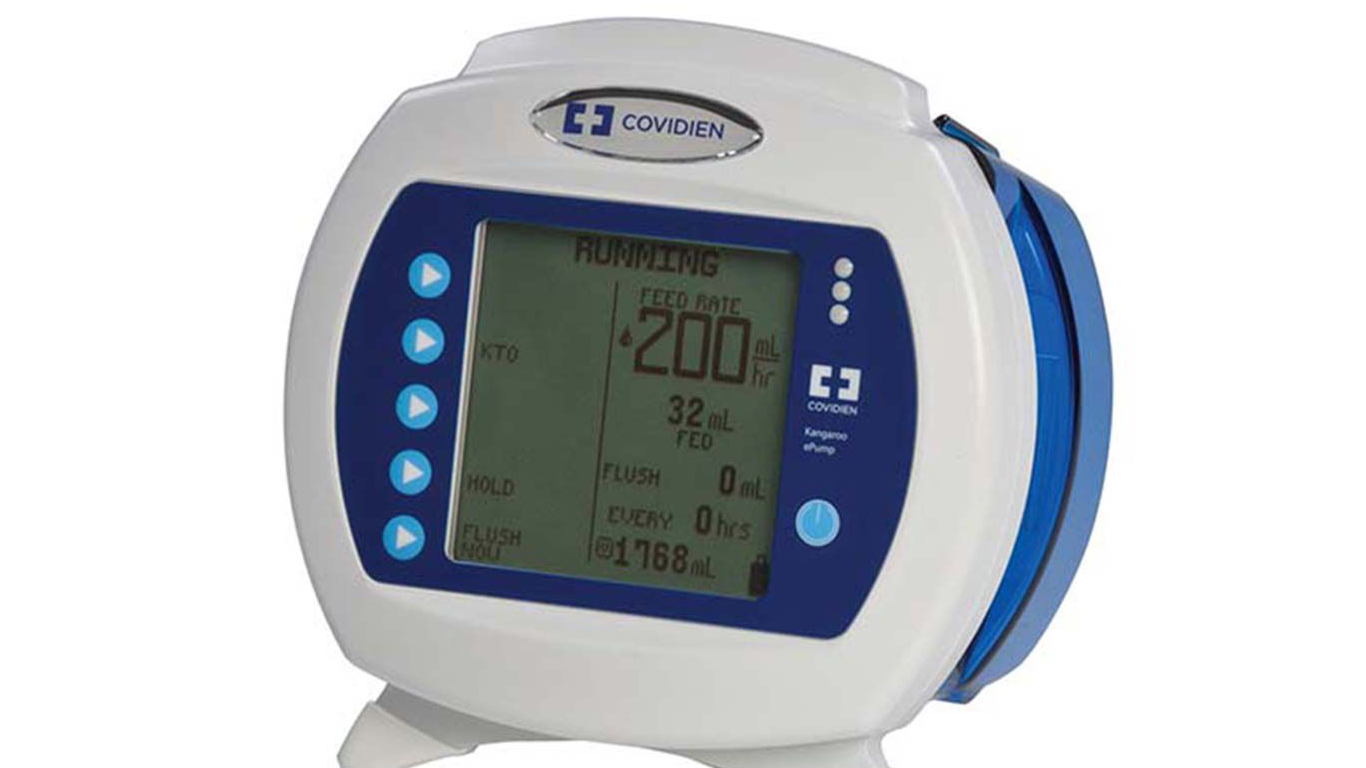 COVIDIEN
RUNNING
FEED RATE
200 mL/hr
KTO
32 mL
FED
HOLD
FLUSH 0 mL
EVERY 0 hrs
FLUSH
NOW
1768 mL
COVIDIEN
Kangaroo
ePump